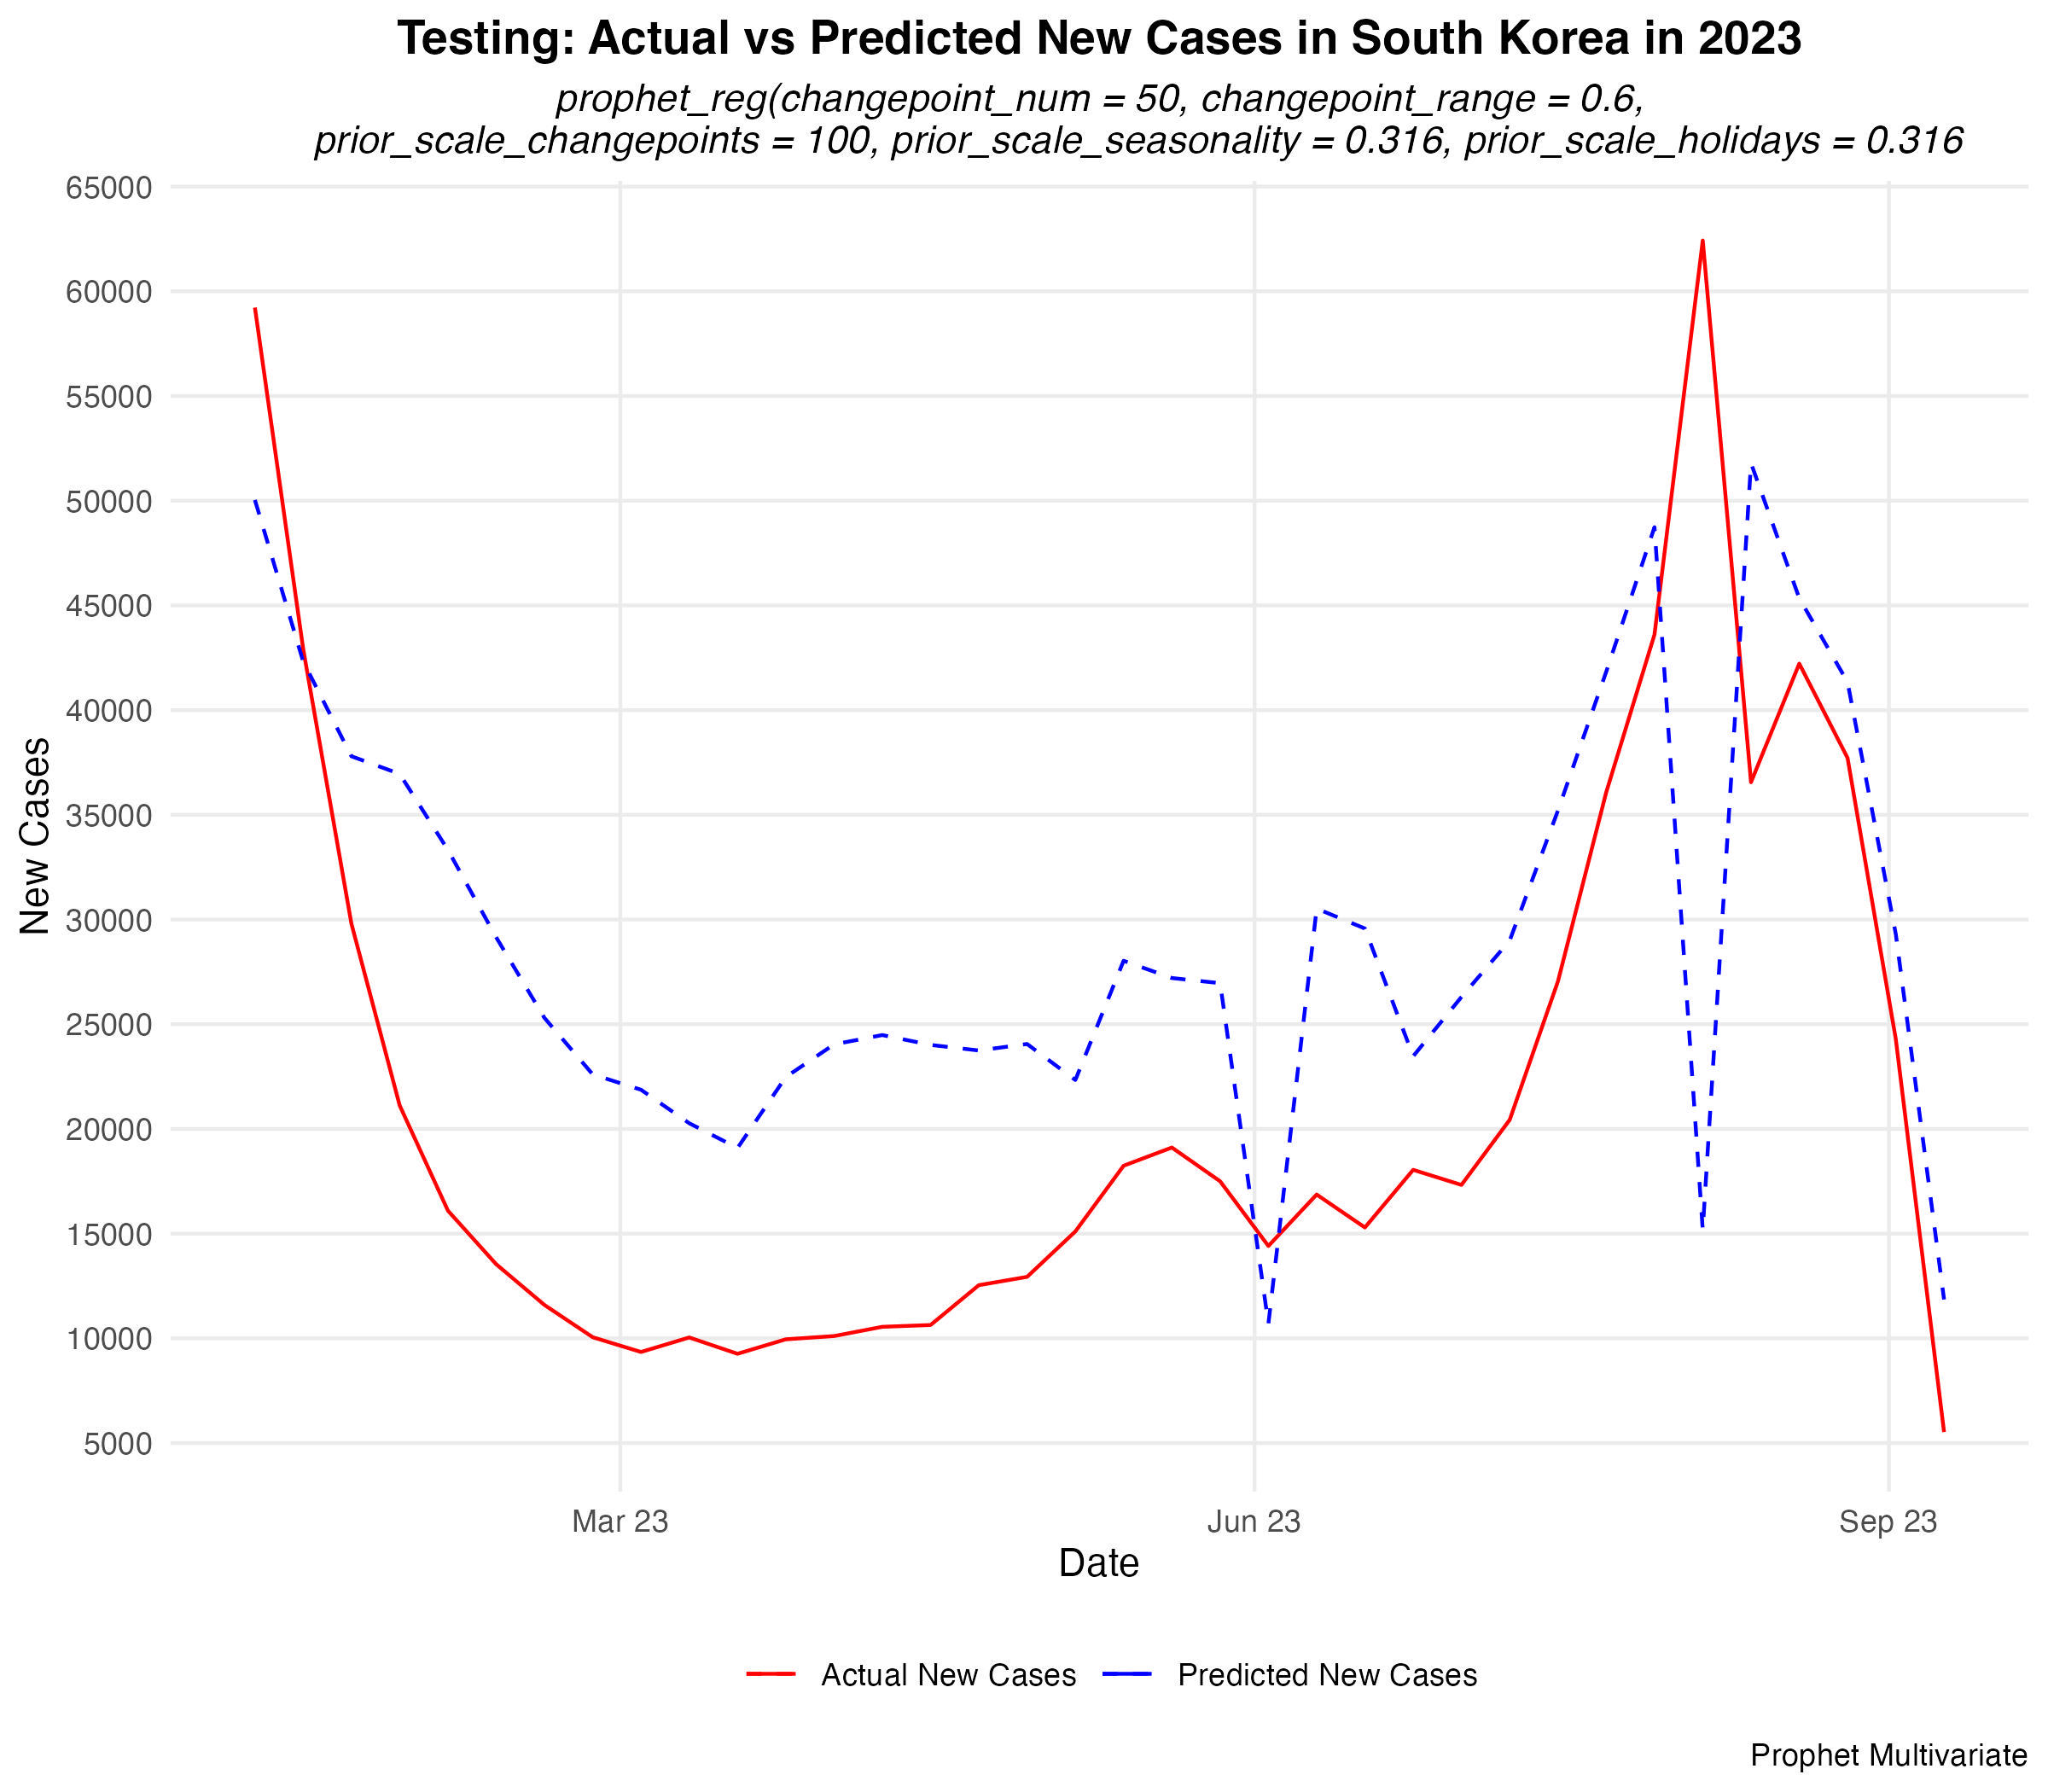 Testing: Actual vs Predicted New Cases in South Korea in 2023
prophet_reg(changepoint_num = 50, changepoint_range = 0.6,
prior_scale_changepoints = 100, prior_scale_seasonality = 0.316, prior_scale_holidays = 0.316
65000
60000
55000
50000
45000
40000
35000
30000
25000
20000
15000
10000
5000
New Cases
Mar 23
Jun 23
Sep 23
Date
Actual New Cases
Predicted New Cases
Prophet Multivariate